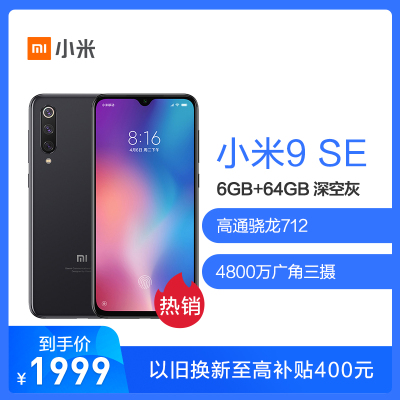 小米
8:16
小米9 SE
6GB+64GB 深空灰
高通骁龙712
4800万广角三摄
热销
到手价
¥1999
以旧换新至高补贴400元